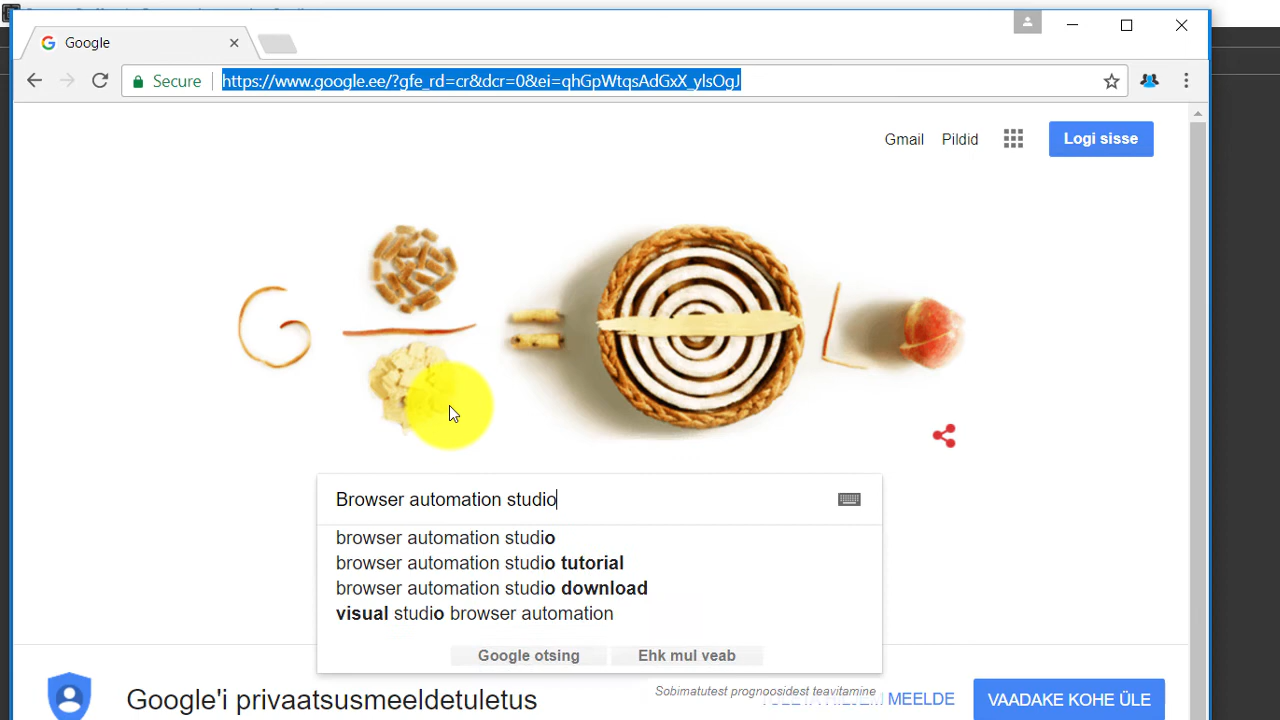 Google
Secure
https://www.google.ee/?gfe_rd=cr&dcr=0&ei=qhGpWtqsAdGxX_ylsOgJ
Gmail Pildid Logi sisse
Browser automation studio
browser automation studio
browser automation studio tutorial
browser automation studio download
visual studio browser automation
Google otsing Ehk mul veab
Sobimatutest prognoosidest teavitamine
Google'i privaatsusmeeldetuletus
MEELDE
VAADAKE KOHE ÜLE